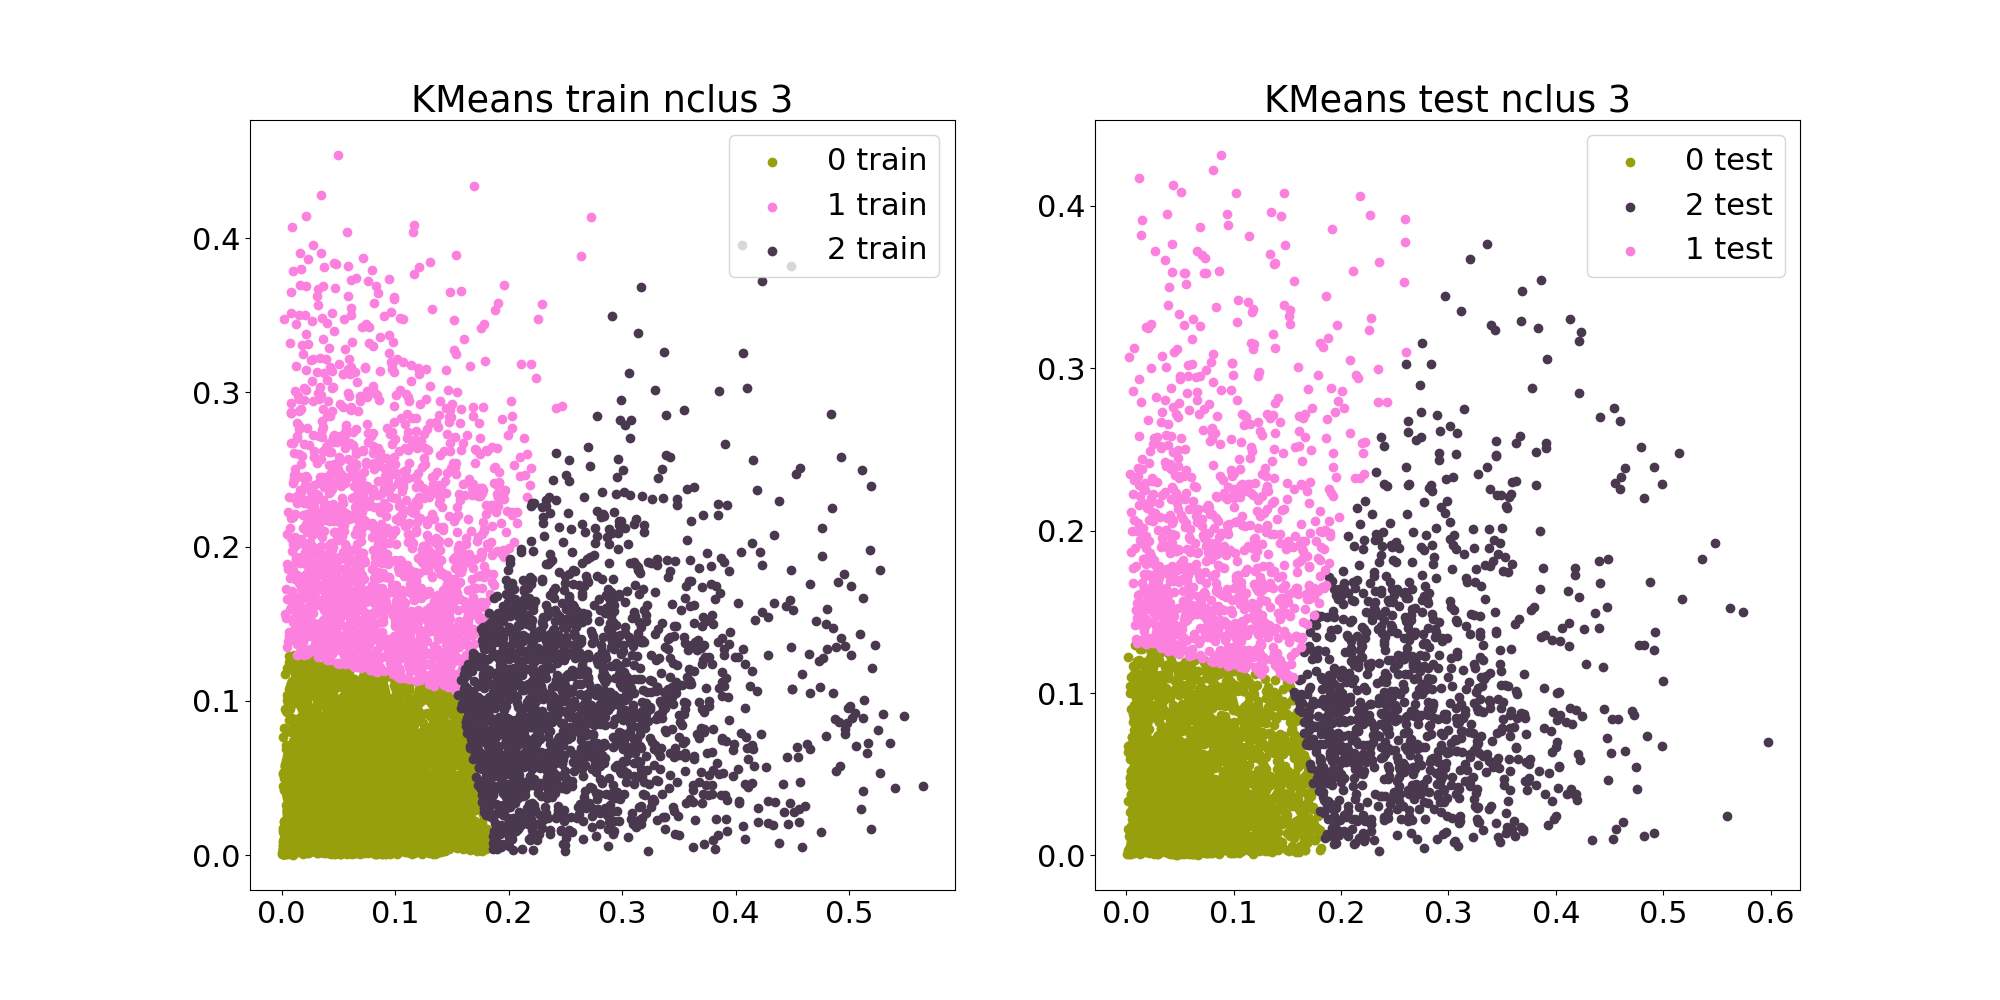 KMeans train nclus 3
0 train
1 train
2 train
0.4
0.3
0.2
0.1
0.0
0.0 0.1 0.2 0.3 0.4 0.5
KMeans test nclus 3
0 test
2 test
1 test
0.4
0.3
0.2
0.1
0.0
0.0 0.1 0.2 0.3 0.4 0.5 0.6